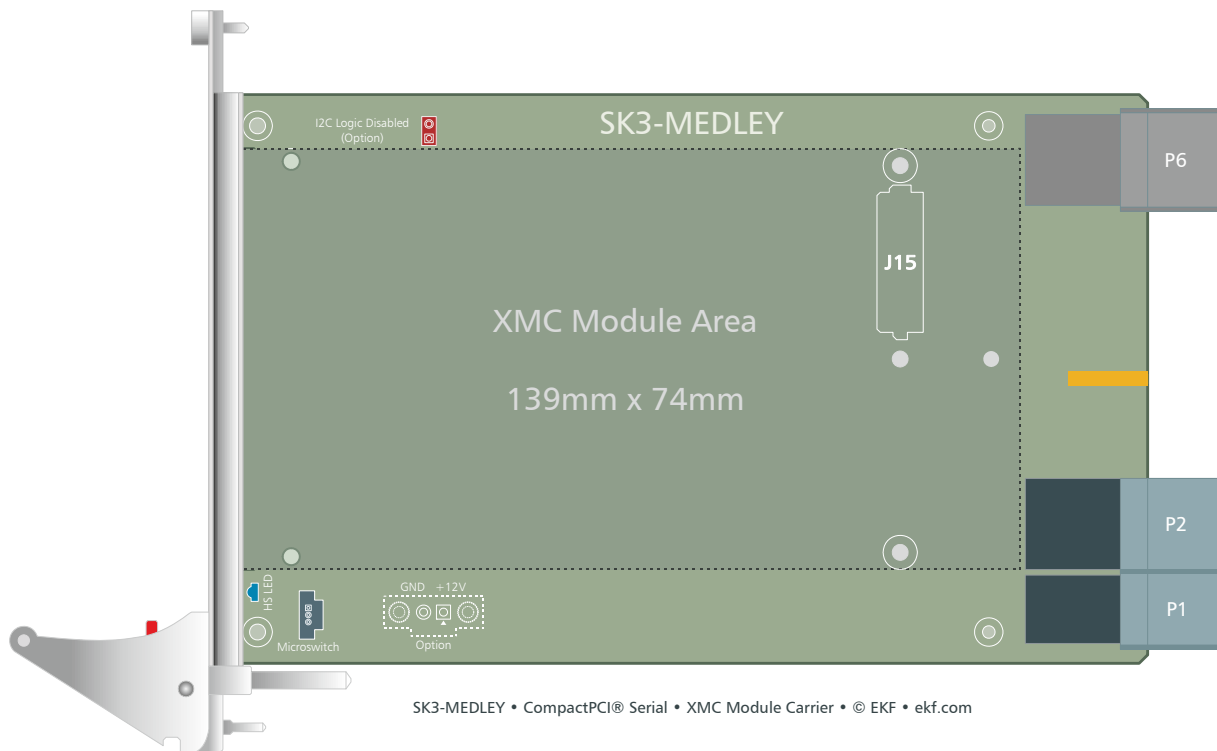 I2C Logic Disabled
(Option)
SK3-MEDLEY
P6
J15
XMC Module Area
139mm x 74mm
P2
P1
HS LED
GND +12V
Microswitch
Option
SK3-MEDLEY • CompactPCI® Serial • XMC Module Carrier • © EKF • ekf.com